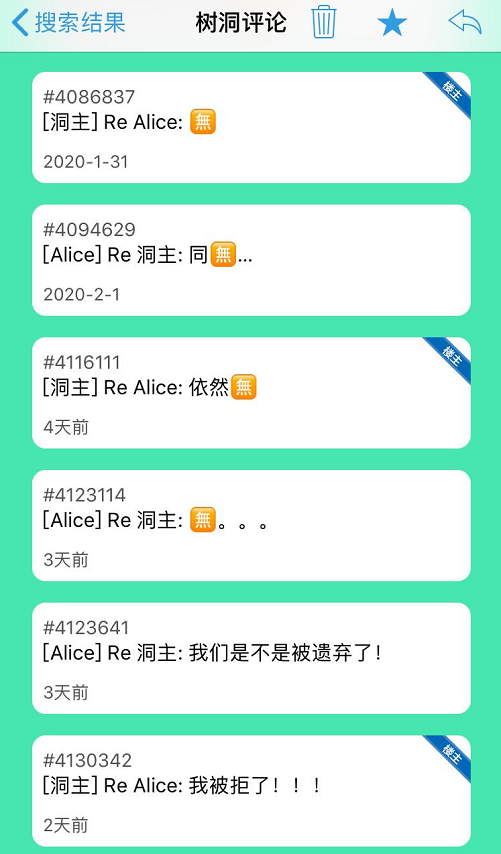 搜索结果
树洞评论
#4086837
楼主
[洞主] Re Alice: 🈚
2020-1-31
#4094629
[Alice] Re 洞主: 同🈚...
2020-2-1
#4116111
楼主
[洞主] Re Alice: 依然🈚
4天前
#4123114
[Alice] Re 洞主: 🈚。。。
3天前
#4123641
[Alice] Re 洞主: 我们是不是被遗弃了！
3天前
#4130342
楼主
[洞主] Re Alice: 我被拒了！！！
2天前